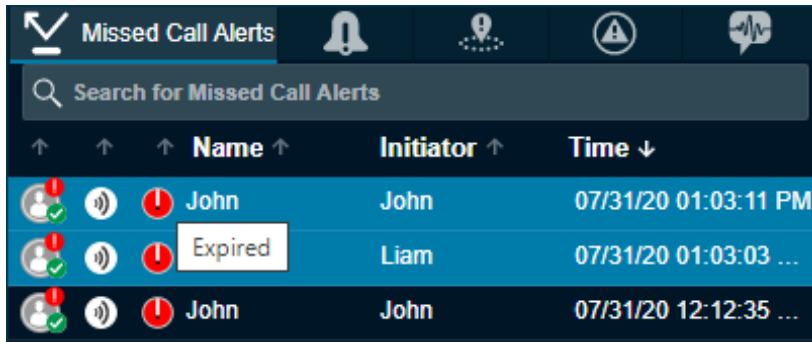 Missed Call Alerts
Search for Missed Call Alerts
Name Initiator Time
John John 07/31/20 01:03:11 PM
Expired Liam 07/31/20 01:03:03 ...
John John 07/31/20 12:12:35 ...